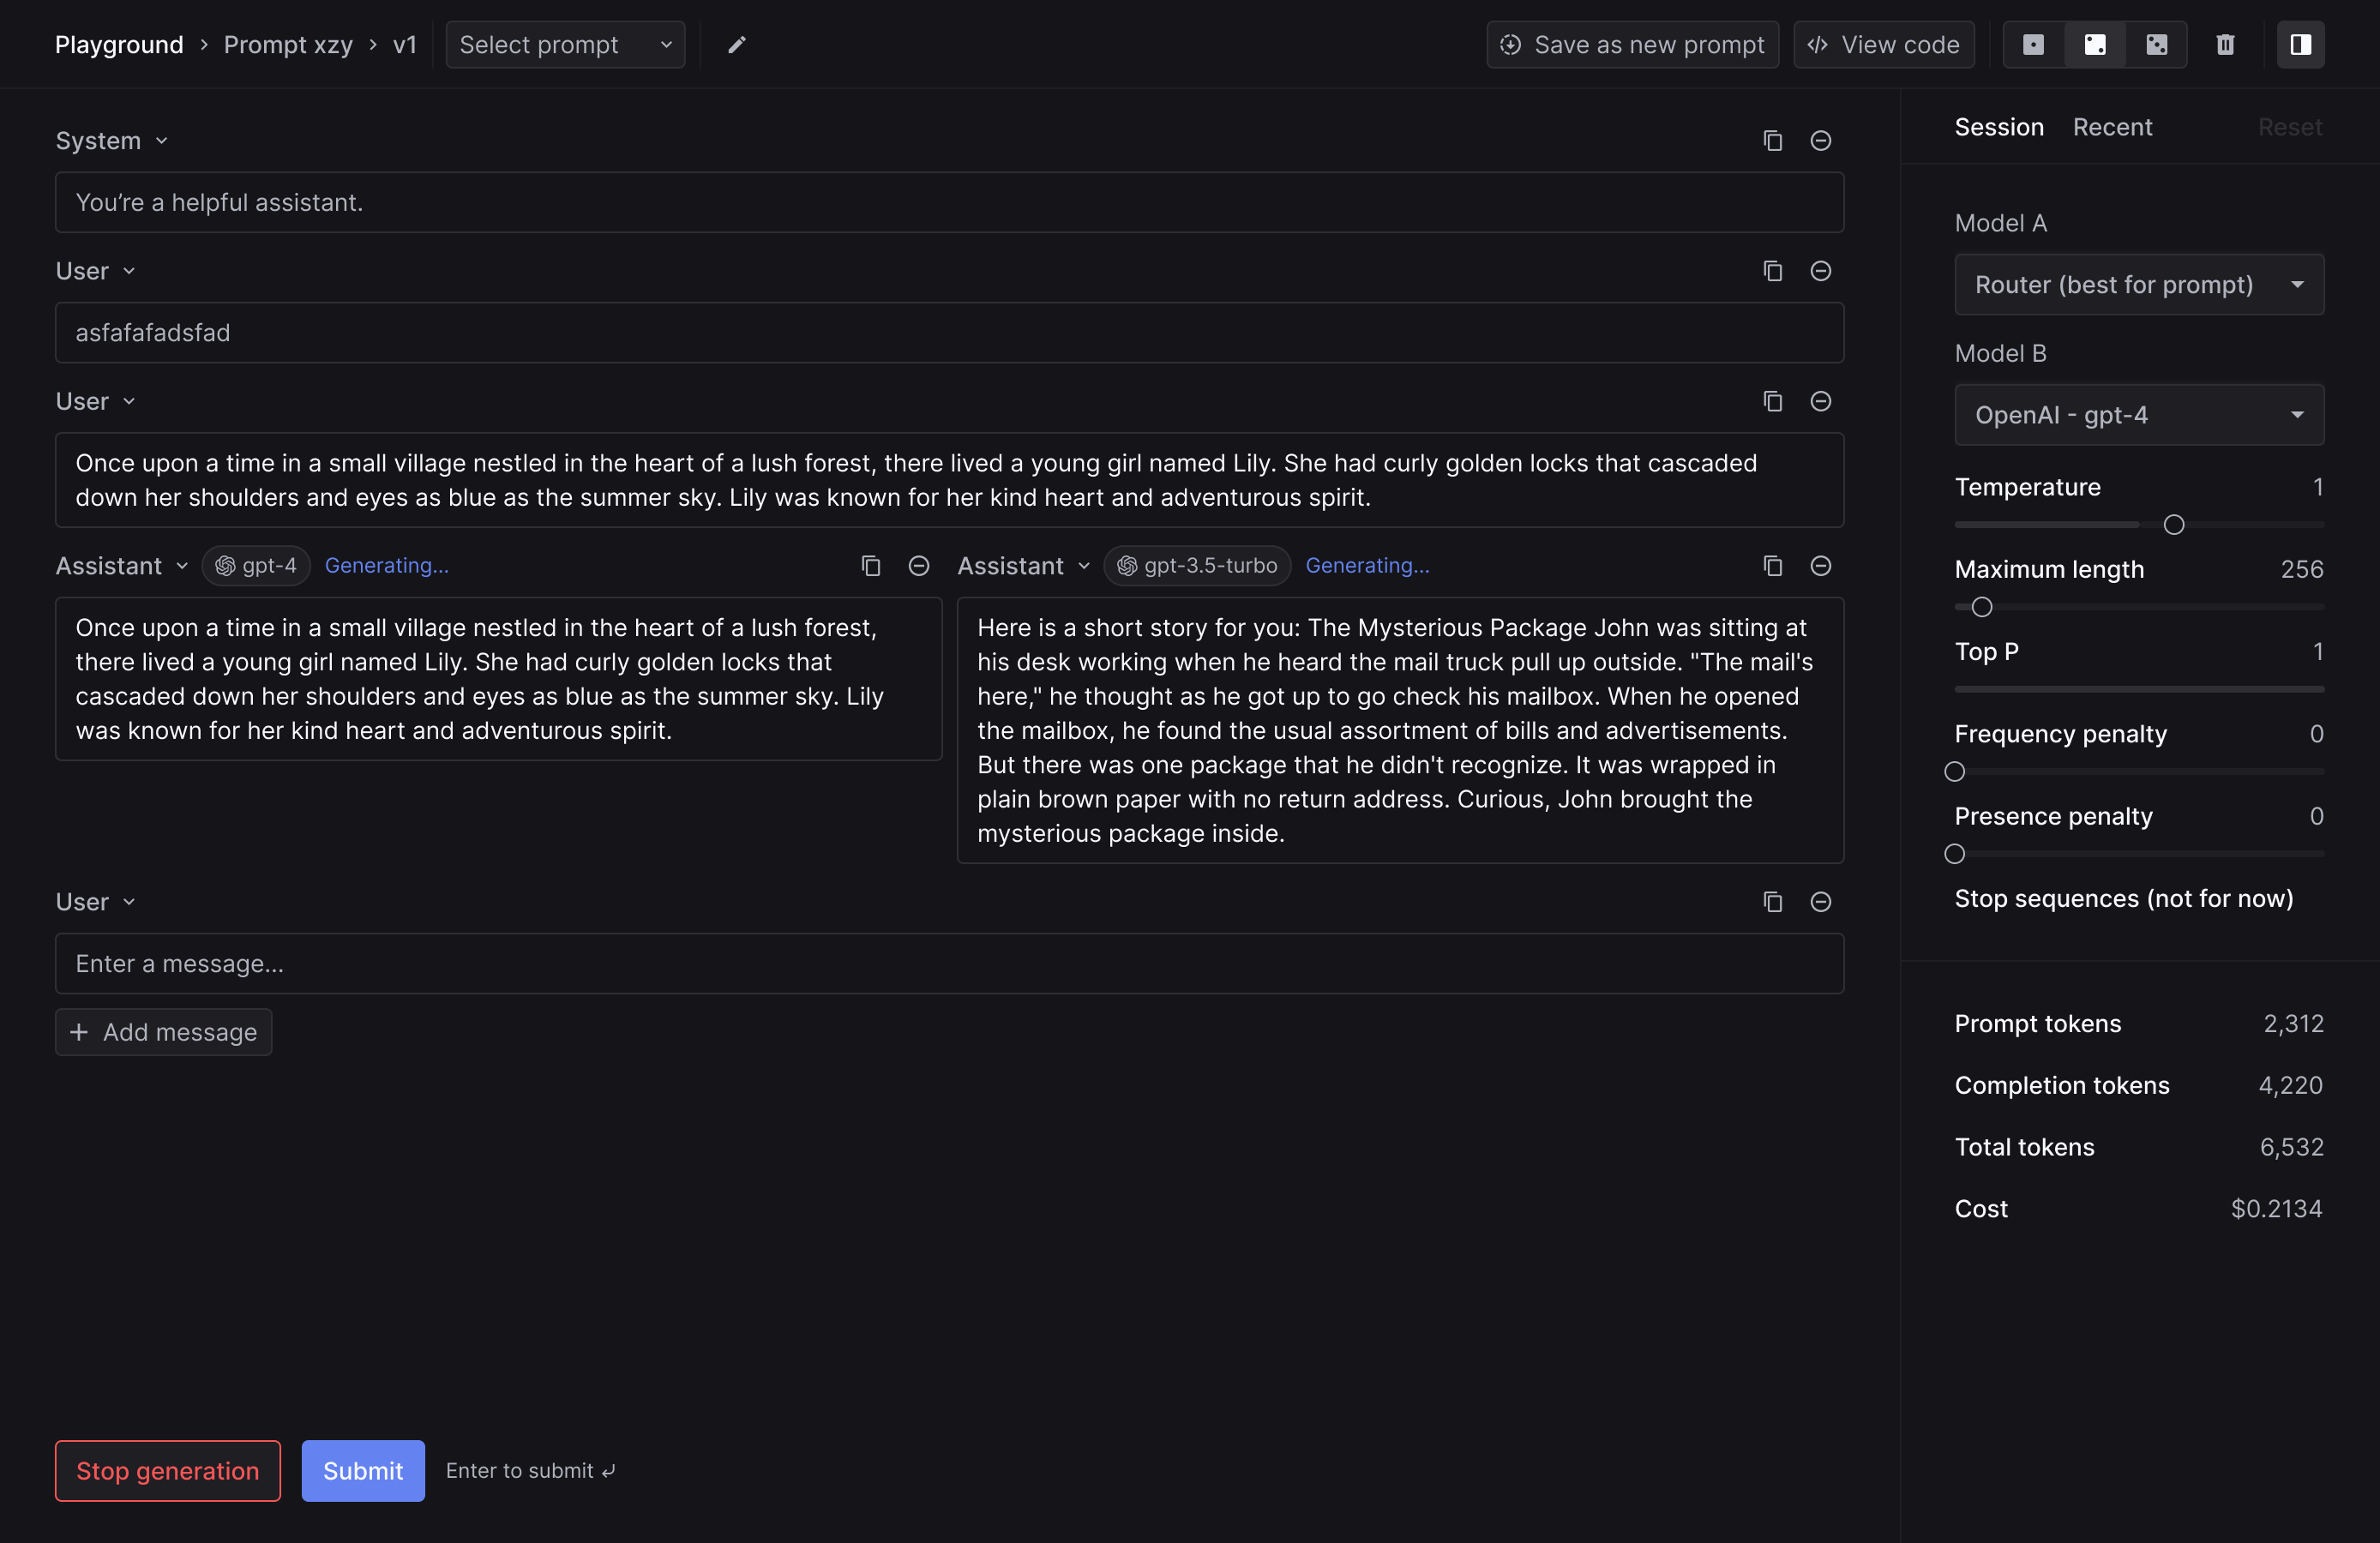 Playground > Prompt xzy > v1
Select prompt
Save as new prompt
View code
System
You’re a helpful assistant.
User
asfafafadsfad
User
Once upon a time in a small village nestled in the heart of a lush forest, there lived a young girl named Lily. She had curly golden locks that cascaded
down her shoulders and eyes as blue as the summer sky. Lily was known for her kind heart and adventurous spirit.
Assistant
gpt-4
Generating...
Once upon a time in a small village nestled in the heart of a lush forest,
there lived a young girl named Lily. She had curly golden locks that
cascaded down her shoulders and eyes as blue as the summer sky. Lily
was known for her kind heart and adventurous spirit.
Assistant
gpt-3.5-turbo
Generating...
Here is a short story for you: The Mysterious Package John was sitting at
his desk working when he heard the mail truck pull up outside. "The mail's
here," he thought as he got up to go check his mailbox. When he opened
the mailbox, he found the usual assortment of bills and advertisements.
But there was one package that he didn't recognize. It was wrapped in
plain brown paper with no return address. Curious, John brought the
mysterious package inside.
User
Enter a message...
+ Add message
Stop generation
Submit
Enter to submit
Session
Recent
Reset
Model A
Router (best for prompt)
Model B
OpenAI - gpt-4
Temperature 1
Maximum length 256
Top P 1
Frequency penalty 0
Presence penalty 0
Stop sequences (not for now)
Prompt tokens 2,312
Completion tokens 4,220
Total tokens 6,532
Cost $0.2134